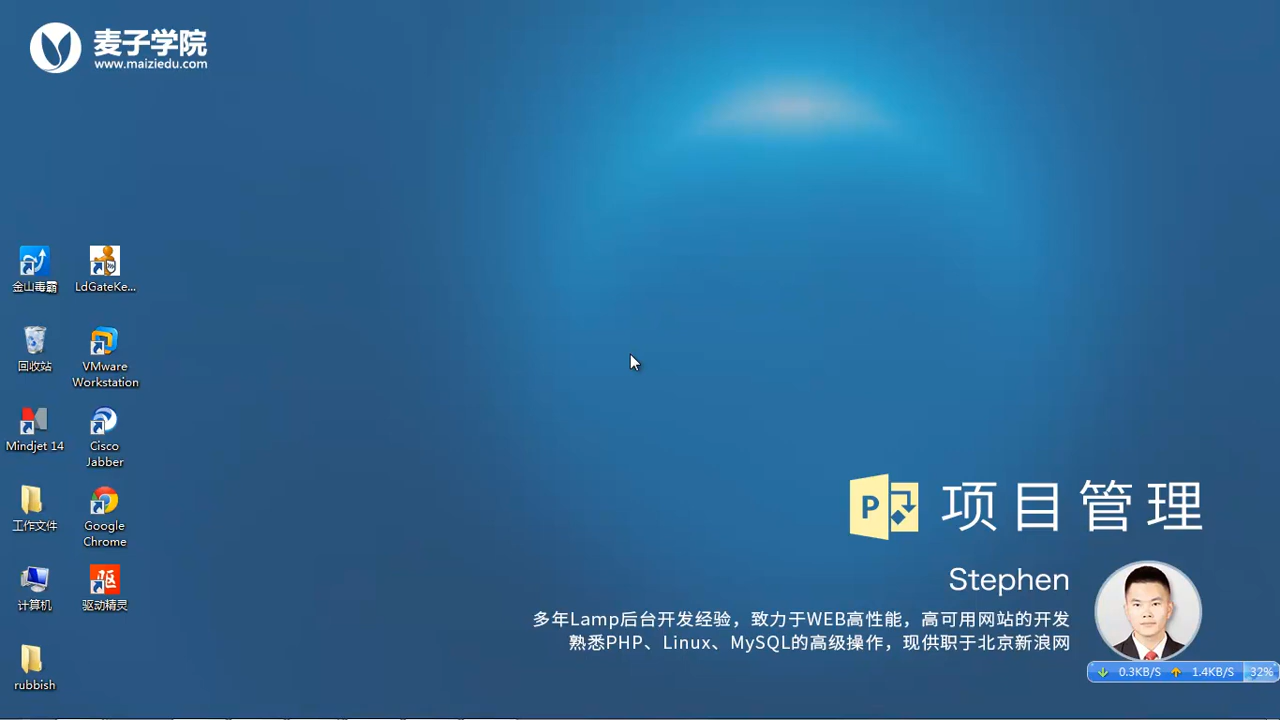 麦子学院
www.maiziedu.com
金山毒霸
LdGateKe...
回收站
VMware
Workstation
Mindjet 14
Cisco
Jabber
工作文件
Google
Chrome
计算机
驱
驱动精灵
rubbish
P
项目管理
Stephen
多年Lamp后台开发经验，致力于WEB高性能，高可用网站的开发
熟悉PHP、Linux、MySQL的高级操作，现供职于北京新浪网
0.3KB/S 1.4KB/S 32%